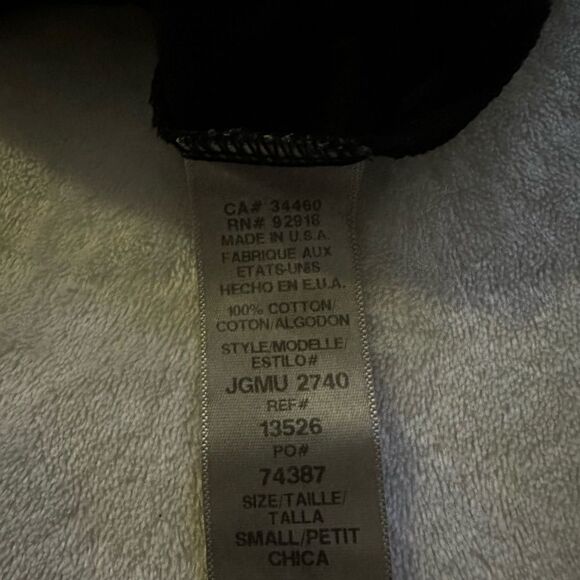 CA# 34460
RN# 92918
MADE IN U.S.A.
FABRIQUE AUX
ETATS-UNIS
HECHO EN E.U.A.
100% COTTON/
COTON/ALGODON
STYLE/MODELLE/
ESTILO#
JGMU 2740
REF#
13526
PO#
74387
SIZE/TAILLE/
TALLA
SMALL/PETIT
CHICA